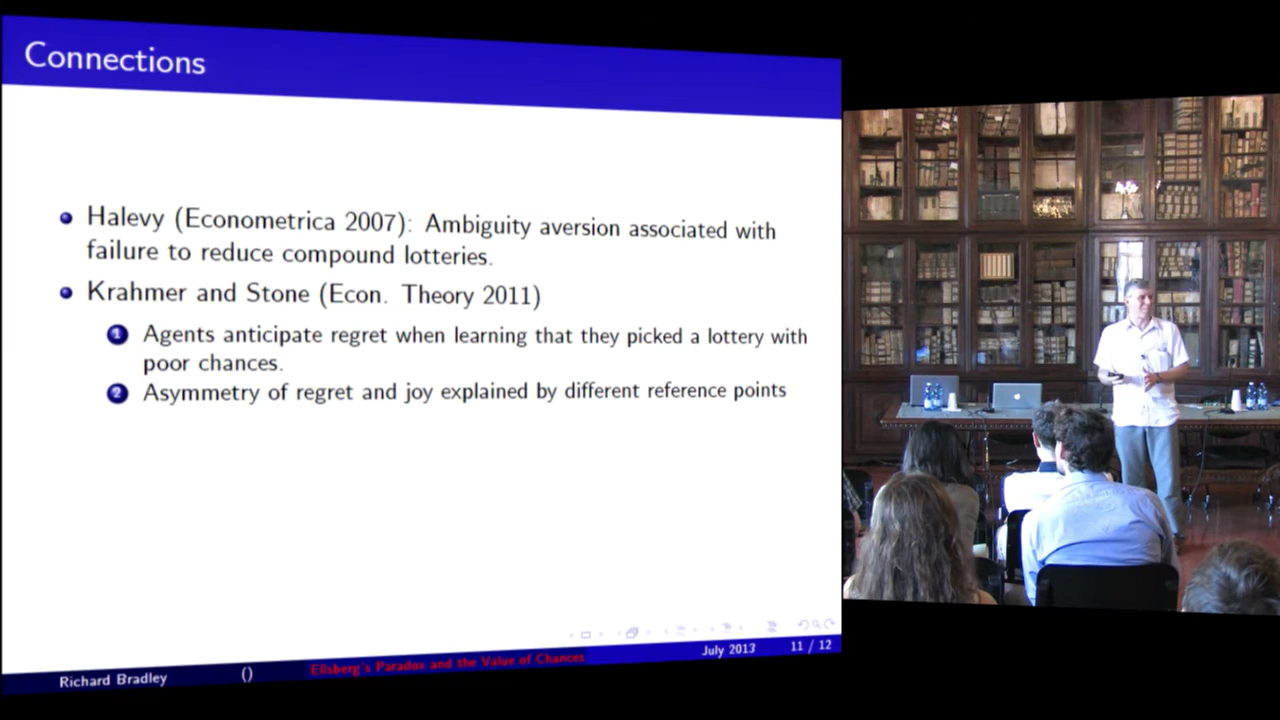 Connections
Halevy (Econometrica 2007): Ambiguity aversion associated with
failure to reduce compound lotteries.
Krahmer and Stone (Econ. Theory 2011)
1 Agents anticipate regret when learning that they picked a lottery with
poor chances.
2 Asymmetry of regret and joy explained by different reference points
Richard Bradley () Ellsberg's Paradox and the Value of Chances July 2013 11 / 12